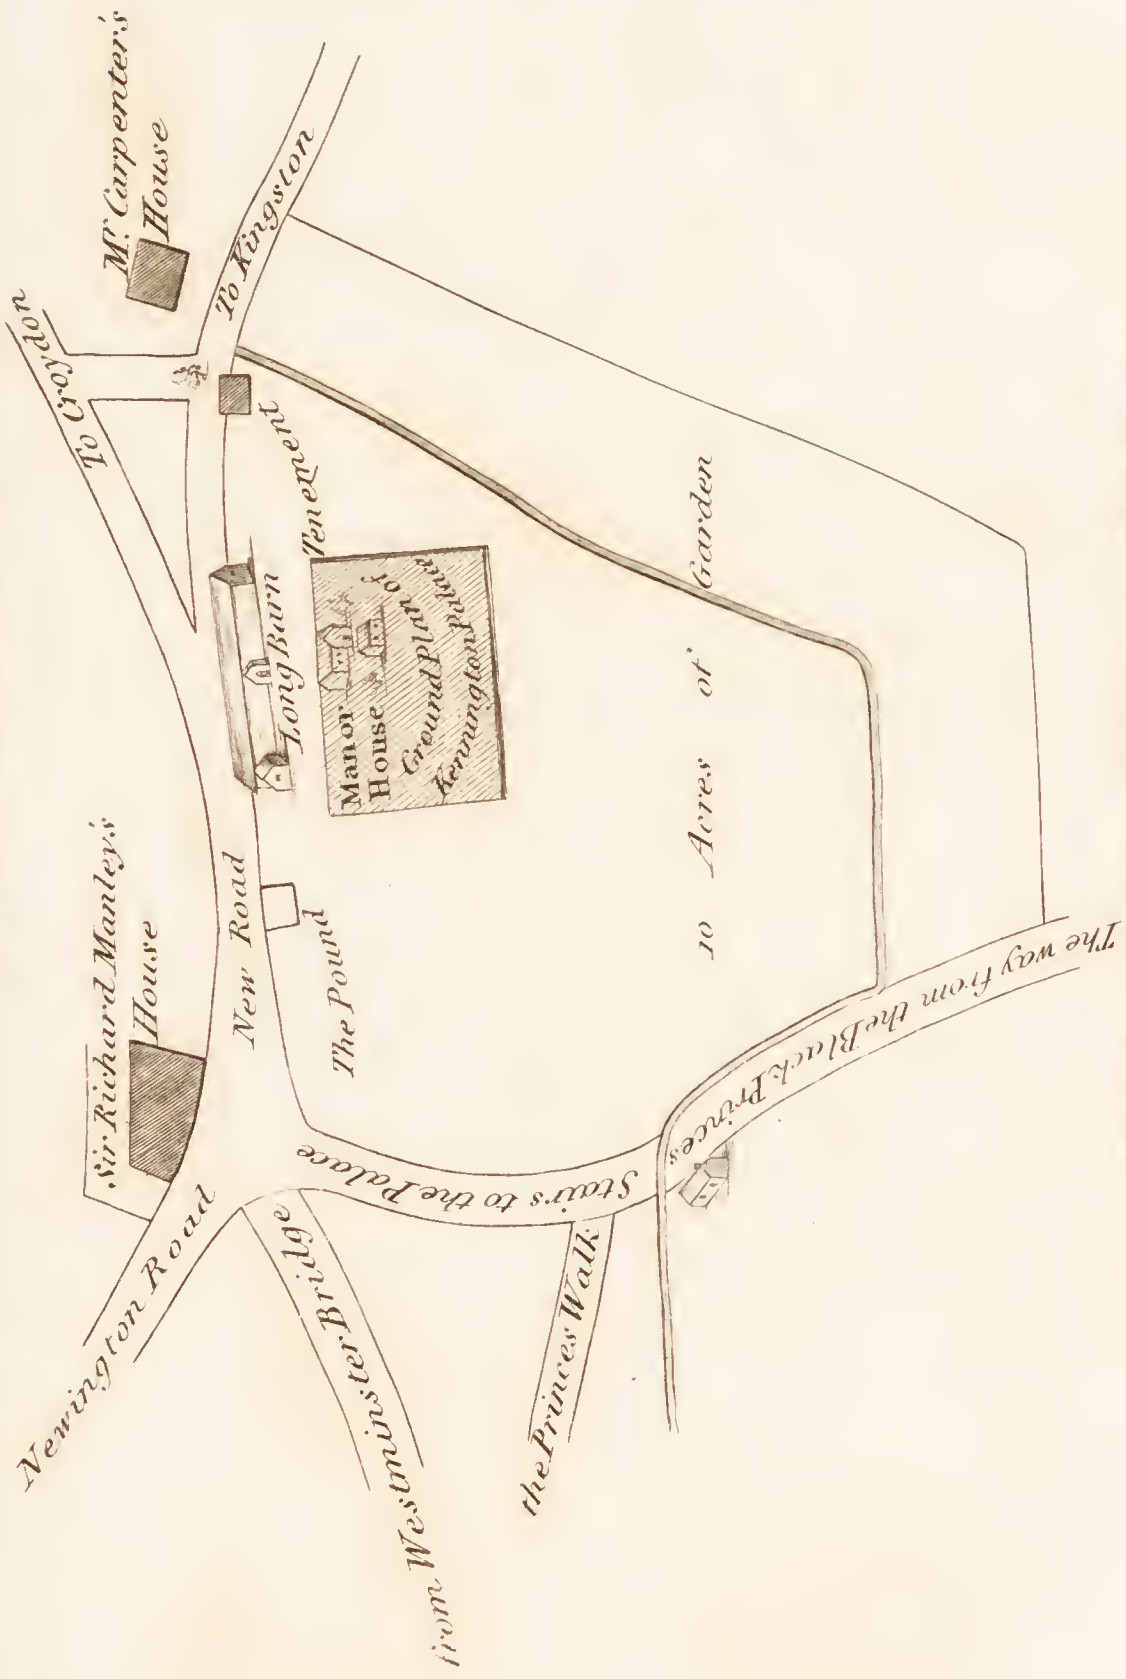 Mr. Carpenter's
House
To Kingston
To Croydon
Tenement
Long Barn
Manor
House
Ground Plan of
Kennington Palace
Sir Richard Manley's
House
New Road
The Pound
10 Acres of Garden
Newington Road
from Westminster Bridge
the Princes Walk
The way from the Black Princes
Stairs to the Palace